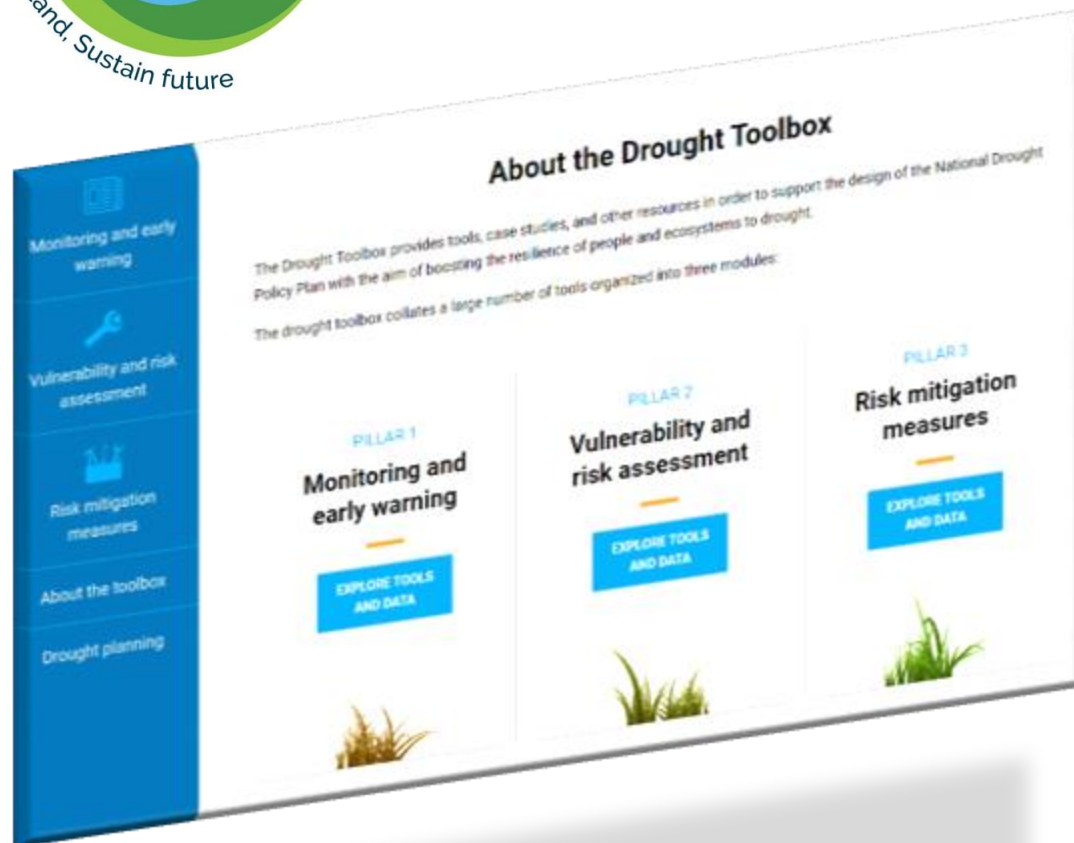 and, Sustain future
Monitoring and early
warning
Vulnerability and risk
assessment
Risk mitigation
measures
About the toolbox
Drought planning
About the Drought Toolbox
The Drought Toolbox provides tools, case studies, and other resources in order to support the design of the National Drought
Policy Plan with the aim of boosting the resilience of people and ecosystems to drought.
The drought toolbox collates a large number of tools organized into three modules:
PILLAR 1
Monitoring and
early warning
EXPLORE TOOLS
AND DATA
PILLAR 2
Vulnerability and
risk assessment
EXPLORE TOOLS
AND DATA
PILLAR 3
Risk mitigation
measures
EXPLORE TOOLS
AND DATA